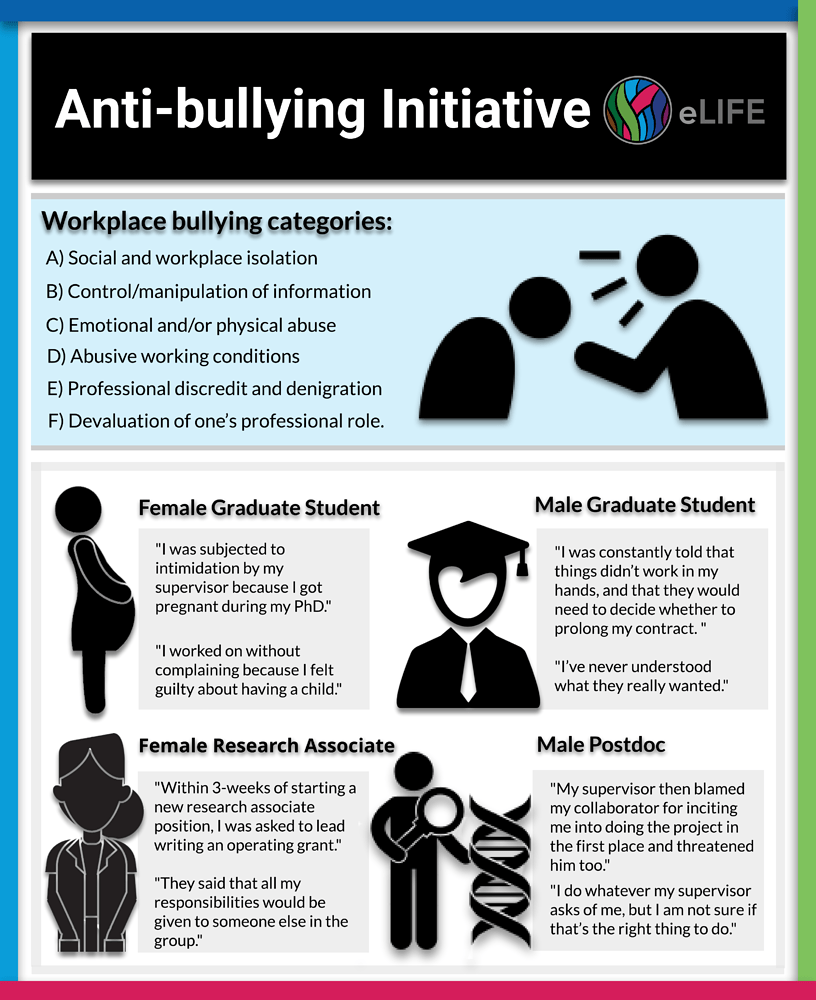 Anti-bullying Initiative eLIFE
Workplace bullying categories:
A) Social and workplace isolation
B) Control/manipulation of information
C) Emotional and/or physical abuse
D) Abusive working conditions
E) Professional discredit and denigration
F) Devaluation of one’s professional role.
Female Graduate Student
"I was subjected to
intimidation by my
supervisor because I got
pregnant during my PhD."
"I worked on without
complaining because I felt
guilty about having a child."
Male Graduate Student
"I was constantly told that
things didn’t work in my
hands, and that they would
need to decide whether to
prolong my contract. "
"I’ve never understood
what they really wanted."
Female Research Associate
"Within 3-weeks of starting a
new research associate
position, I was asked to lead
writing an operating grant."
"They said that all my
responsibilities would be
given to someone else in the
group."
Male Postdoc
"My supervisor then blamed
my collaborator for inciting
me into doing the project in
the first place and threatened
him too."
"I do whatever my supervisor
asks of me, but I am not sure if
that’s the right thing to do."